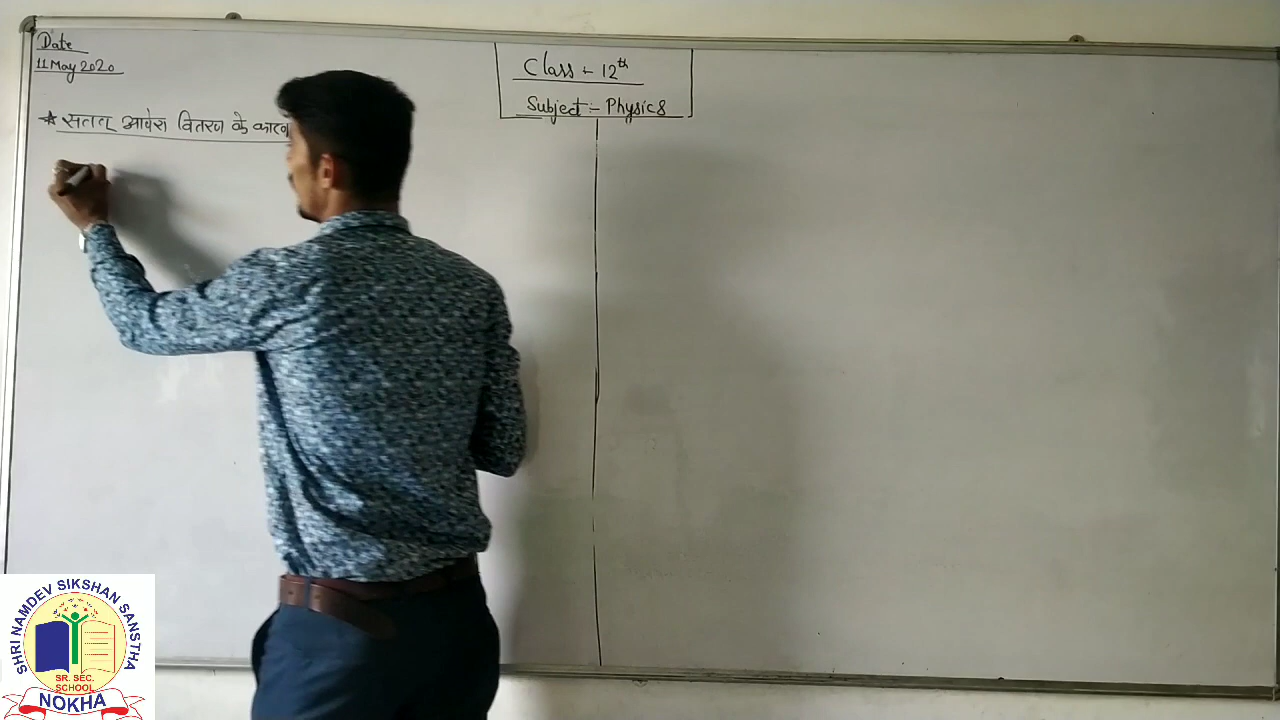 Date
11 May 2020
Class :- 12th
Subject :- Physics
★ सतत् आवेश वितरण के कारण
SHRI NAMDEV SIKSHAN SANSTHA
SR. SEC.
SCHOOL
NOKHA